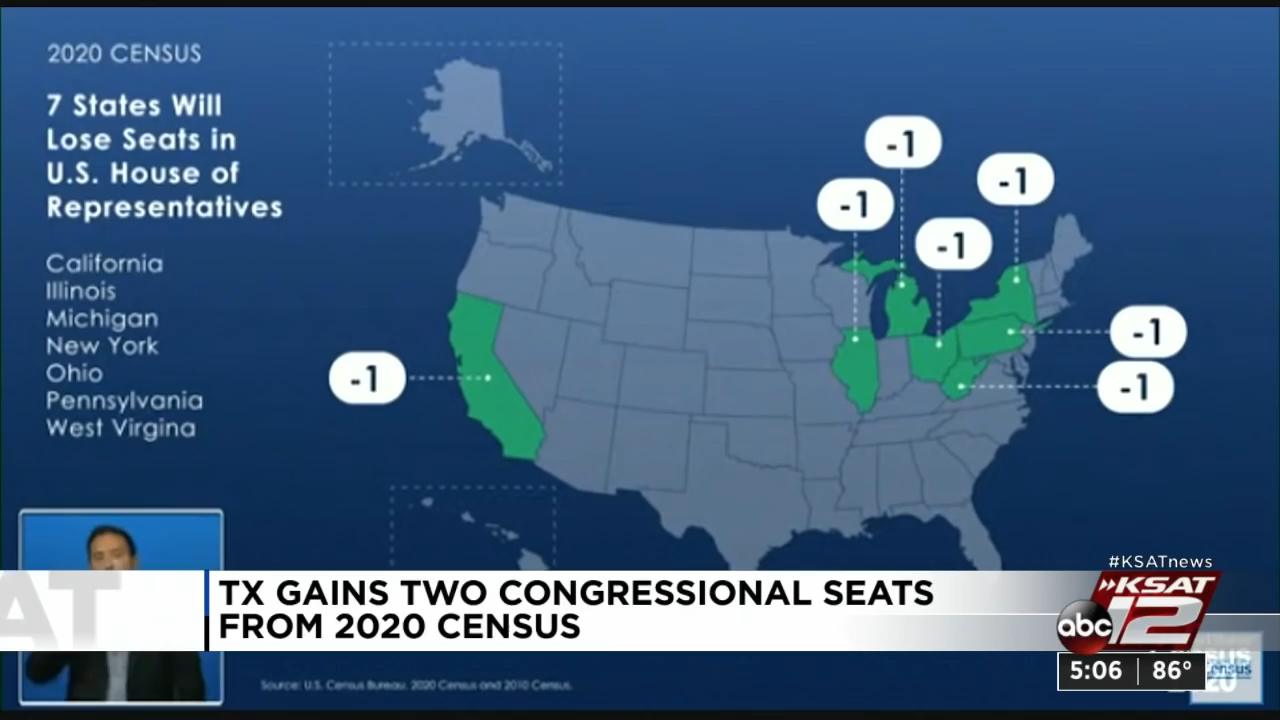 2020 CENSUS
7 States Will
Lose Seats in
U.S. House of
Representatives
California
Illinois
Michigan
New York
Ohio
Pennsylvania
West Virgina
-1
-1
-1
-1
-1
-1
-1
#KSATnews
AT
TX GAINS TWO CONGRESSIONAL SEATS
FROM 2020 CENSUS
KSAT
abc 12
5:06 86°
Source: U.S. Census Bureau, 2020 Census and 2010 Census.